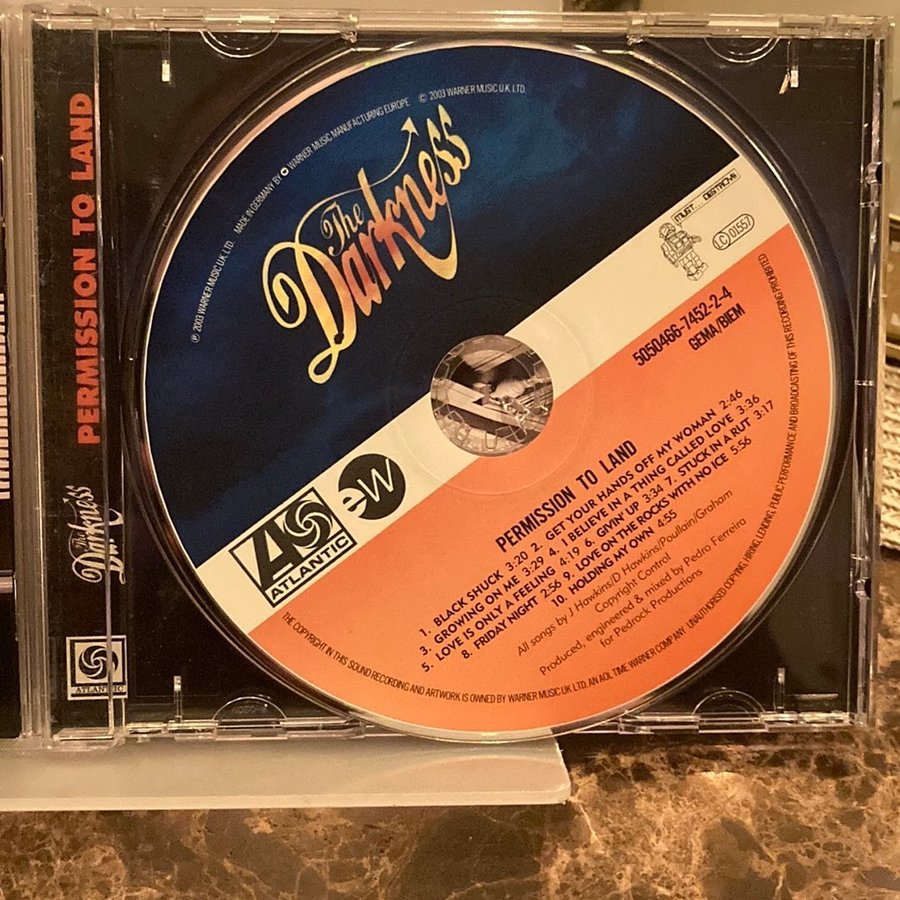 PERMISSION TO LAND
The Darkness
ATLANTIC
℗ 2003 WARNER MUSIC U.K. LTD. MADE IN GERMANY BY WARNER MUSIC MANUFACTURING EUROPE © 2003 WARNER MUSIC U.K. LTD.
The
Darkness
MUST... DESTROY!!
LC 01557
5050466-7452-2-4
GEMA/BIEM
ew
ATLANTIC
PERMISSION TO LAND
1. BLACK SHUCK 3:20 2. GET YOUR HANDS OFF MY WOMAN 2:46
3. GROWING ON ME 3:29 4. I BELIEVE IN A THING CALLED LOVE 3:36
5. LOVE IS ONLY A FEELING 4:19 6. GIVIN' UP 3:34 7. STUCK IN A RUT 3:17
8. FRIDAY NIGHT 2:56 9. LOVE ON THE ROCKS WITH NO ICE 5:56
10. HOLDING MY OWN 4:55
All songs by J Hawkins/D Hawkins/Poullain/Graham
Copyright Control
Produced, engineered & mixed by Pedro Ferreira
for Pedrock Productions
THE COPYRIGHT IN THIS SOUND RECORDING AND ARTWORK IS OWNED BY WARNER MUSIC UK LTD. AN AOL TIME WARNER COMPANY. UNAUTHORISED COPYING, HIRING, LENDING, PUBLIC PERFORMANCE AND BROADCASTING OF THIS RECORDING PROHIBITED.